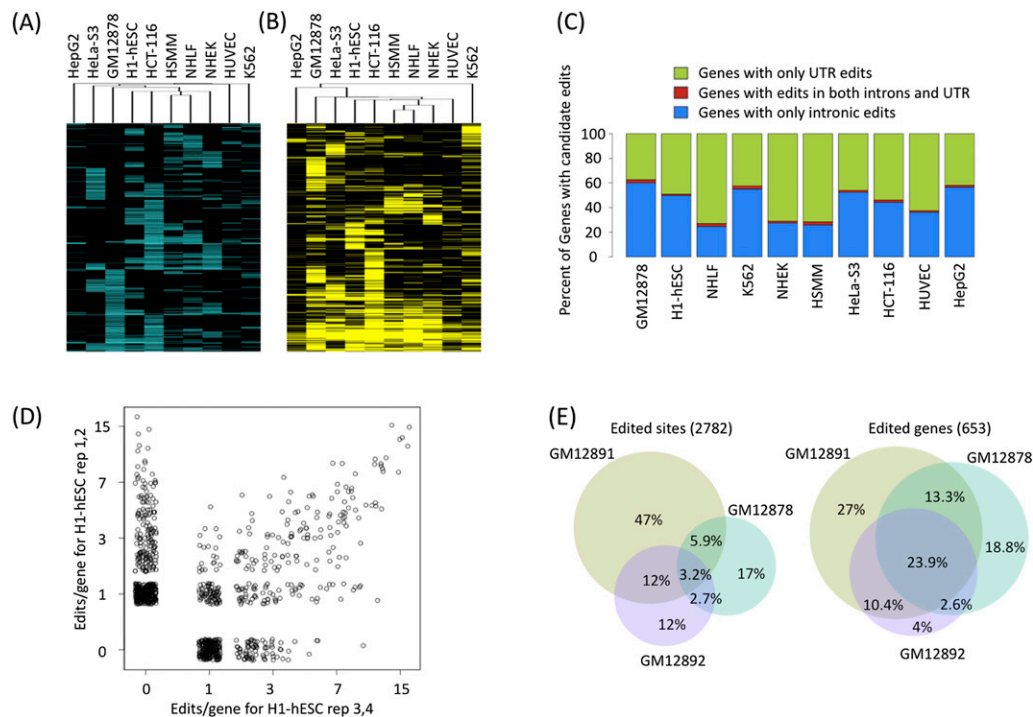 (A)
HepG2
HeLa-S3
GM12878
H1-hESC
HCT-116
HSMM
NHLF
NHEK
HUVEC
K562
(B)
HepG2
GM12878
HeLa-S3
H1-hESC
HCT-116
HSMM
NHLF
NHEK
HUVEC
K562
(C)
Genes with only UTR edits
Genes with edits in both introns and UTR
Genes with only intronic edits
Percent of Genes with candidate edits
100
80
60
40
20
0
GM12878
H1-hESC
NHLF
K562
NHEK
HSMM
HeLa-S3
HCT-116
HUVEC
HepG2
(D)
Edits/gene for H1-hESC rep 1,2
15
7
3
1
0
0
1
3
7
15
Edits/gene for H1-hESC rep 3,4
(E)
Edited sites (2782)
GM12891
GM12878
47%
5.9%
12%
3.2%
17%
2.7%
12%
GM12892
Edited genes (653)
GM12891
GM12878
27%
13.3%
18.8%
23.9%
10.4%
2.6%
4%
GM12892